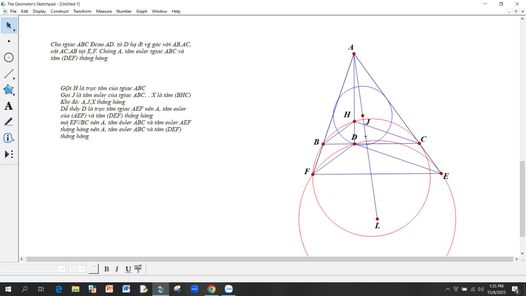 The Geometer's Sketchpad - [Untitled 1]
File Edit Display Construct Transform Measure Number Graph Window Help
Cho tgiac ABC Đcao AD. từ D hạ đt vg góc với AB,AC.
cắt AC,AB tại E,F. Chứng A, tâm euler tgiac ABC và
tâm (DEF) thẳng hàng
GỌi H là trực tâm của tgiac ABC
Gọi J là tâm euler của tgiac ABC. . X là tâm (BHC)
Khi đó: A,J,X thẳng hàng
Dễ thấy D là trực tâm tgiac AEF nên A, tâm euler
của (AEF) và tâm (DEF) thẳng hàng
mà EF//BC nên A, tâm euler ABC và tâm euler AEF
thẳng hàng nên A, tâm euler ABC và tâm (DEF)
thẳng hàng
A
H
J
B
D
C
F
E
L
B I U
1:35 PM
15/8/2023